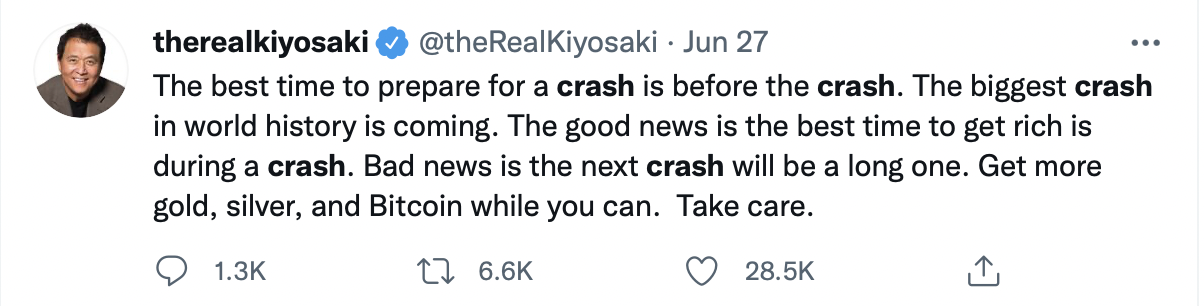 therealkiyosaki @theRealKiyosaki · Jun 27
The best time to prepare for a crash is before the crash. The biggest crash
in world history is coming. The good news is the best time to get rich is
during a crash. Bad news is the next crash will be a long one. Get more
gold, silver, and Bitcoin while you can.  Take care.
1.3K 6.6K 28.5K